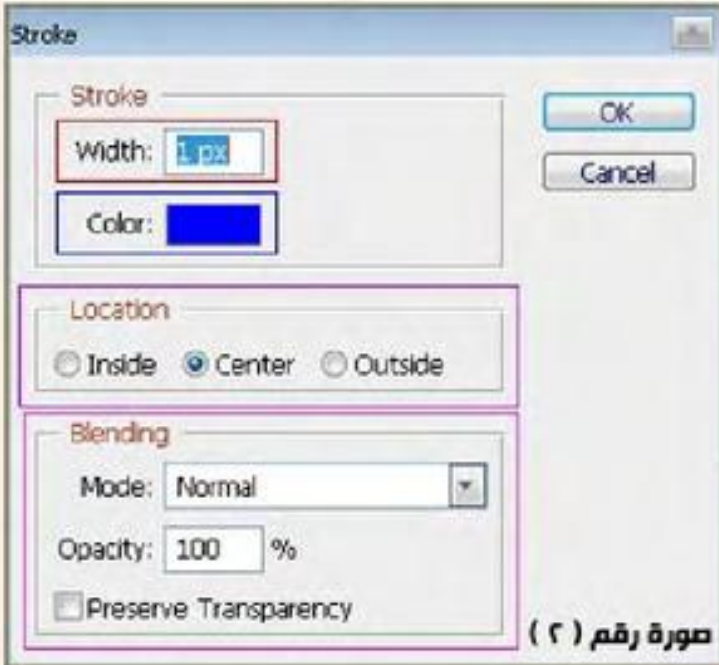 Stroke
Stroke
Width: 1 px
Color:
OK
Cancel
Location
Inside Center Outside
Blending
Mode: Normal
Opacity: 100 %
Preserve Transparency
صورة رقم ( ٢ )